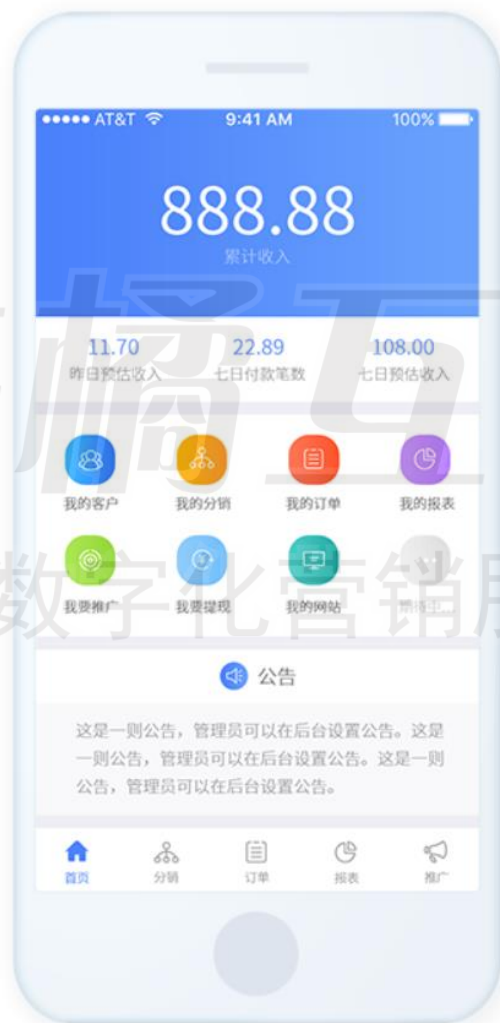 AT&T 9:41 AM 100%
888.88
累计收入
11.70 22.89 108.00
昨日预估收入 七日付款笔数 七日预估收入
我的客户 我的分销 我的订单 我的报表
我要推广 我要提现 我的网站 期待中...
公告
这是一则公告，管理员可以在后台设置公告。这是
一则公告，管理员可以在后台设置公告。这是一则
公告，管理员可以在后台设置公告。
首页 分销 订单 报表 推广
橘互
数字化营销